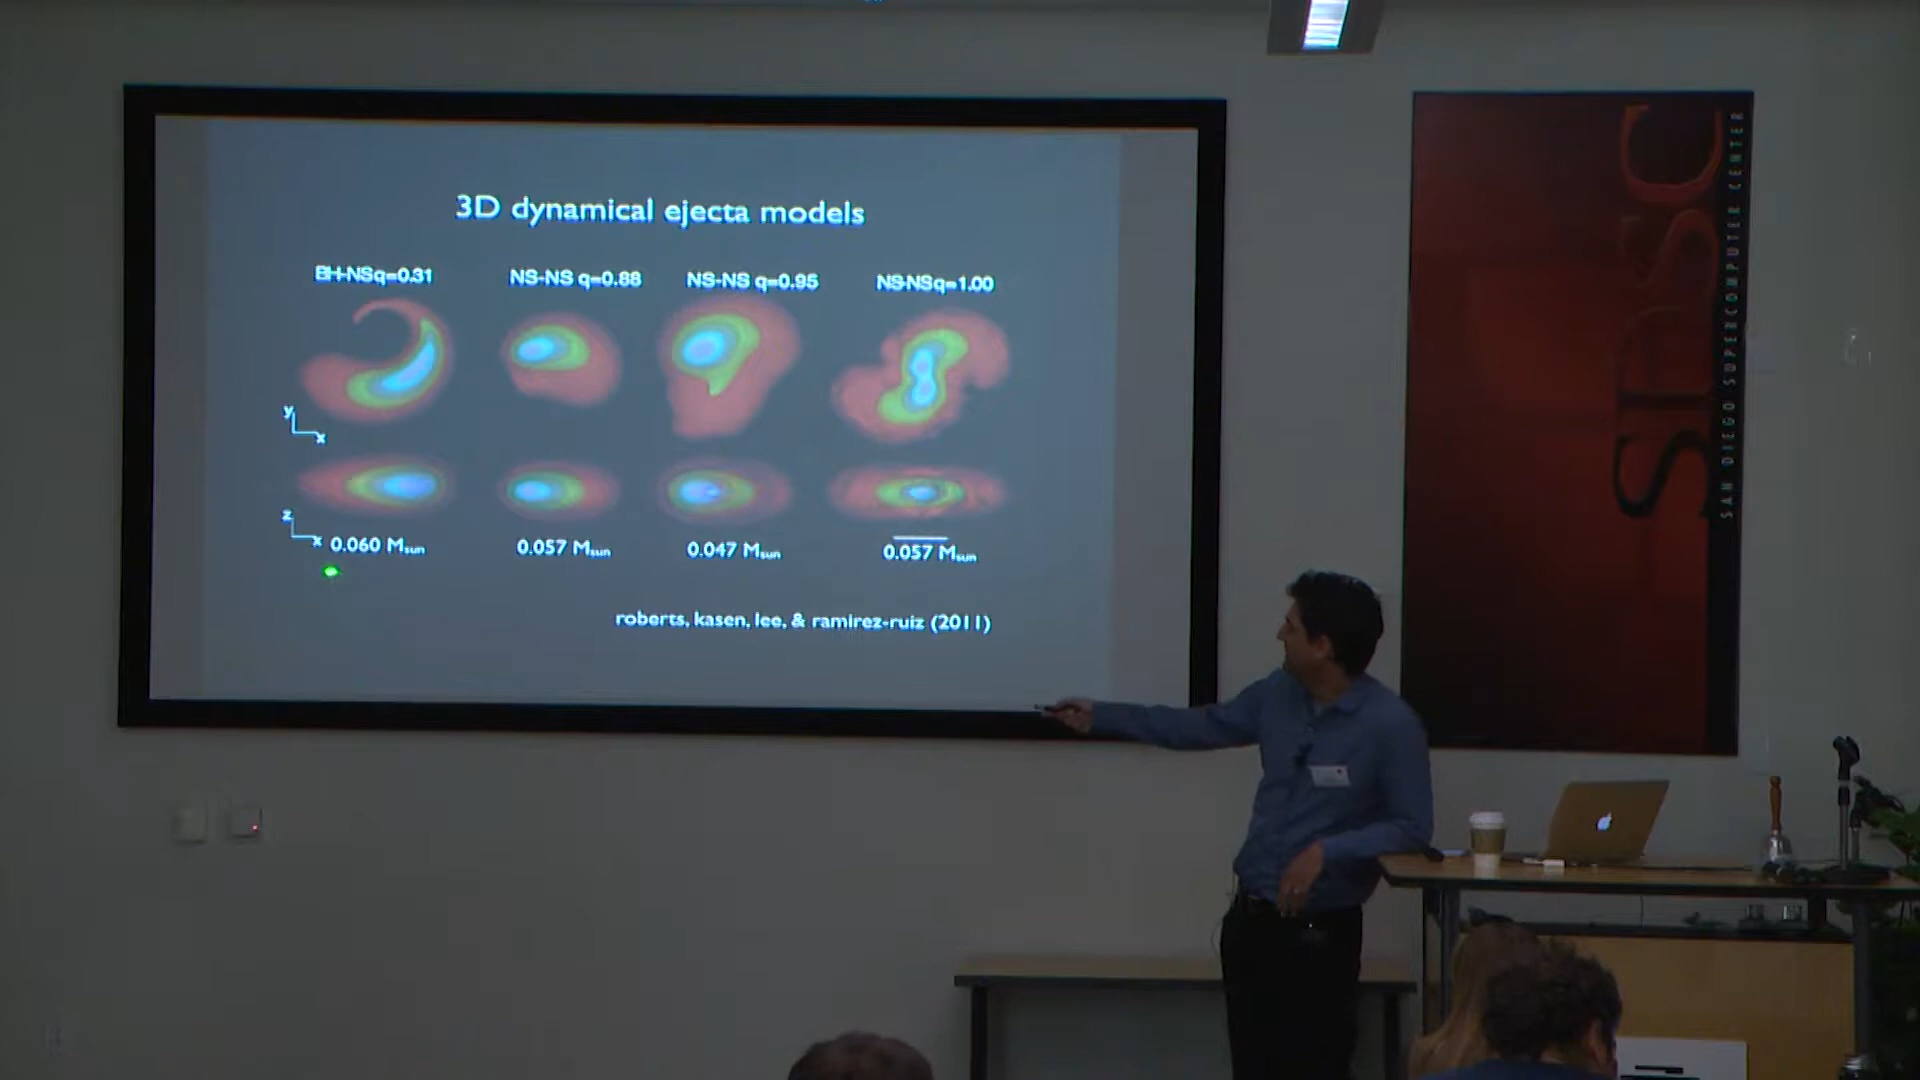 3D dynamical ejecta models
BH-NSq=0.31 NS-NS q=0.88 NS-NS q=0.95 NS-NSq=1.00
y
x
z
x
0.060 Msun 0.057 Msun 0.047 Msun 0.057 Msun
roberts, kasen, lee, & ramirez-ruiz (2011)
SDSC
SAN DIEGO SUPERCOMPUTER CENTER